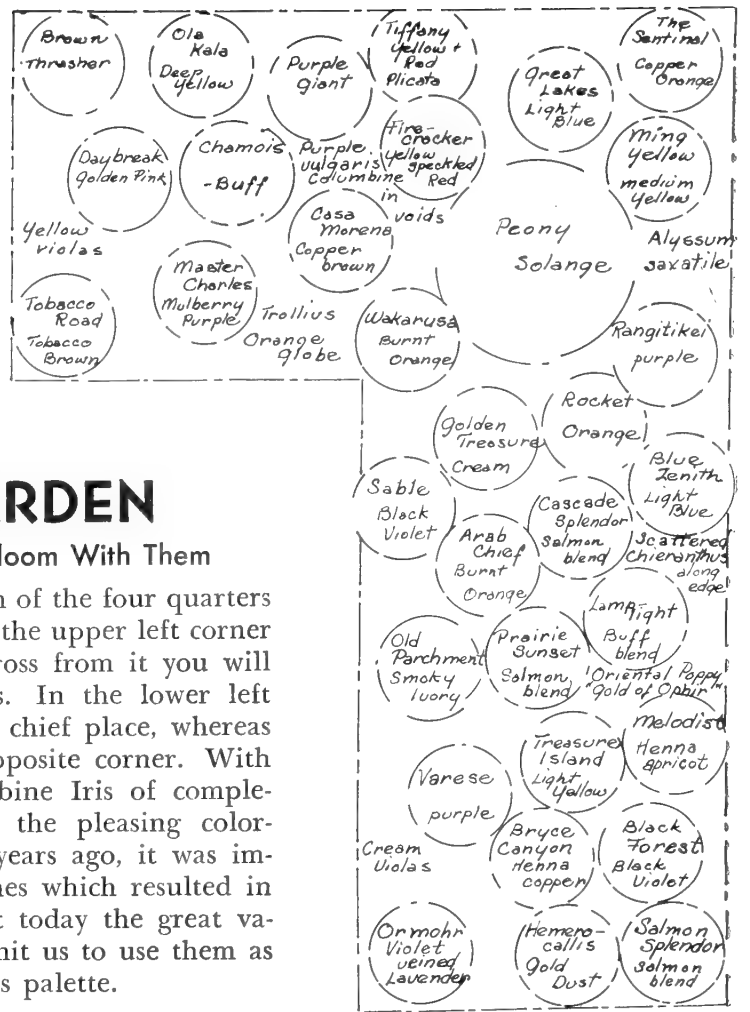 Brown
Thrasher
Ola
Kala
Deep
Yellow
Purple
Giant
Tiffany
Yellow +
Red
Plicata
Great
Lakes
Light
Blue
The
Sentinal
Copper
Orange
Daybreak
Golden Pink
Chamois
-Buff
Purple
vulgaris
Columbine
in
voids
Fire-
cracker
Yellow
speckled
Red
Ming
Yellow
medium
Yellow
Yellow
violas
Casa
Morena
Copper
brown
Peony
Solange
Alyssum
saxatile
Master
Charles
Mulberry
Purple
Tobacco
Road
Tobacco
Brown
Trollius
Orange
globe
Wakarusa
Burnt
Orange
Rangitikei
purple
Golden
Treasure
Cream
Rocket
Orange
Blue
Zenith
Light
Blue
Sable
Black
Violet
Cascade
Splendor
Salmon
blend
Arab
Chief
Burnt
Orange
Scattered
Chieranthus
along
edge
Lamplight
Buff
blend
Old
Parchment
Smoky
Ivory
Prairie
Sunset
Salmon
blend
Oriental Poppy
"Gold of Ophir"
Melodist
Henna
apricot
Treasure
Island
Light
Yellow
Varese
purple
Bryce
Canyon
Henna
copper
Black
Forest
Black
Violet
Cream
Violas
Ormohr
Violet
veined
Lavender
Hemero-
callis
Gold
Dust
Salmon
Splendor
Salmon
blend
RDEN
loom With Them
n of the four quarters
the upper left corner
ross from it you will
s. In the lower left
chief place, whereas
pposite corner. With
bine Iris of comple-
the pleasing color-
years ago, it was im-
nes which resulted in
t today the great va-
mit us to use them as
s palette.